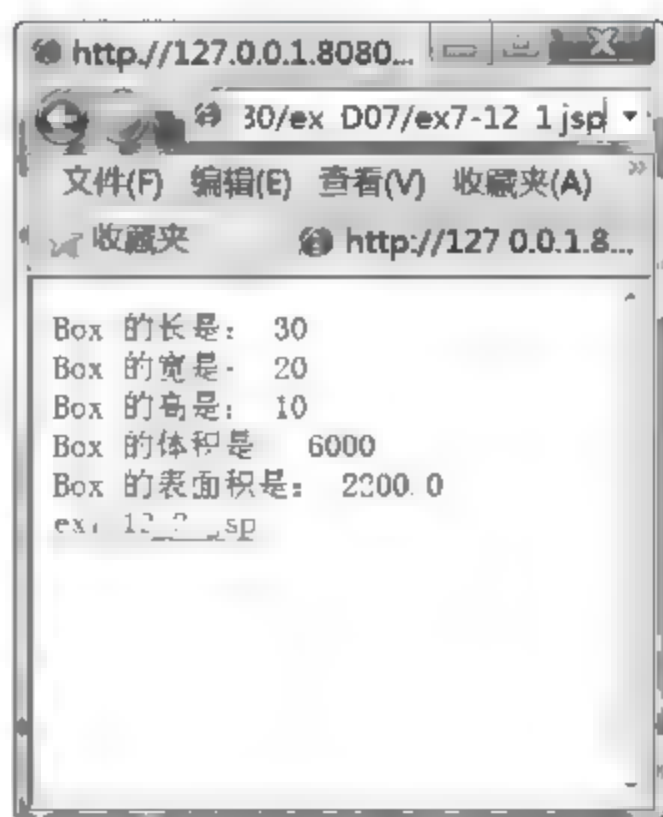 http://127.0.0.1:8080...
30/ex D07/ex7-12 1 jsp
文件(F) 编辑(E) 查看(V) 收藏夹(A) »
收藏夹 http://127 0.0.1.8...
Box 的长是： 30
Box 的宽是： 20
Box 的高是： 10
Box 的体积是 6000
Box 的表面积是： 2200.0